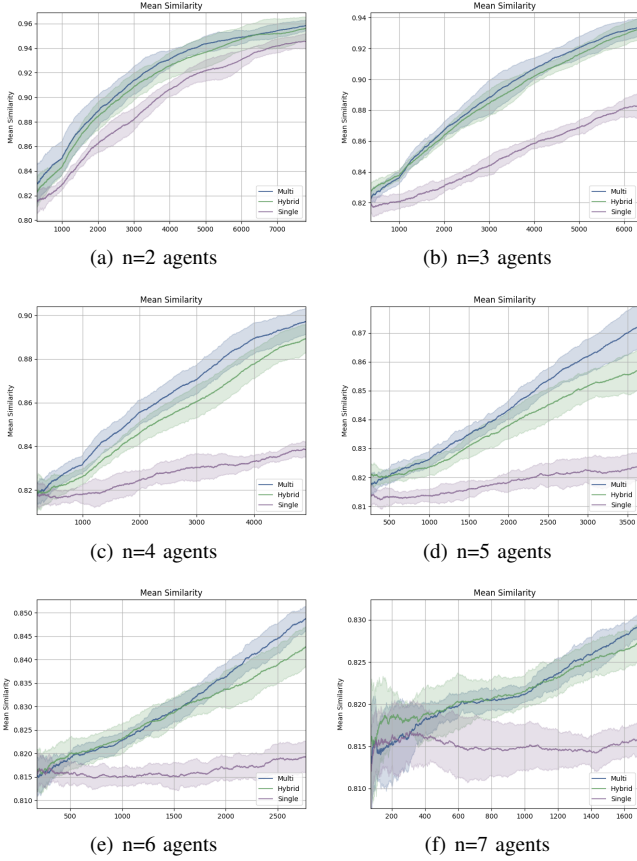 Mean Similarity
Mean Similarity
0.96
0.94
0.92
0.90
0.88
0.86
0.84
0.82
0.80
1000 2000 3000 4000 5000 6000 7000
Multi
Hybrid
Single
(a) n=2 agents
Mean Similarity
Mean Similarity
0.94
0.92
0.90
0.88
0.86
0.84
0.82
1000 2000 3000 4000 5000 6000
Multi
Hybrid
Single
(b) n=3 agents
Mean Similarity
Mean Similarity
0.90
0.88
0.86
0.84
0.82
1000 2000 3000 4000
Multi
Hybrid
Single
(c) n=4 agents
Mean Similarity
Mean Similarity
0.87
0.86
0.85
0.84
0.83
0.82
0.81
500 1000 1500 2000 2500 3000 3500
Multi
Hybrid
Single
(d) n=5 agents
Mean Similarity
Mean Similarity
0.850
0.845
0.840
0.835
0.830
0.825
0.820
0.815
0.810
500 1000 1500 2000 2500
Multi
Hybrid
Single
(e) n=6 agents
Mean Similarity
Mean Similarity
0.830
0.825
0.820
0.815
0.810
200 400 600 800 1000 1200 1400 1600
Multi
Hybrid
Single
(f) n=7 agents